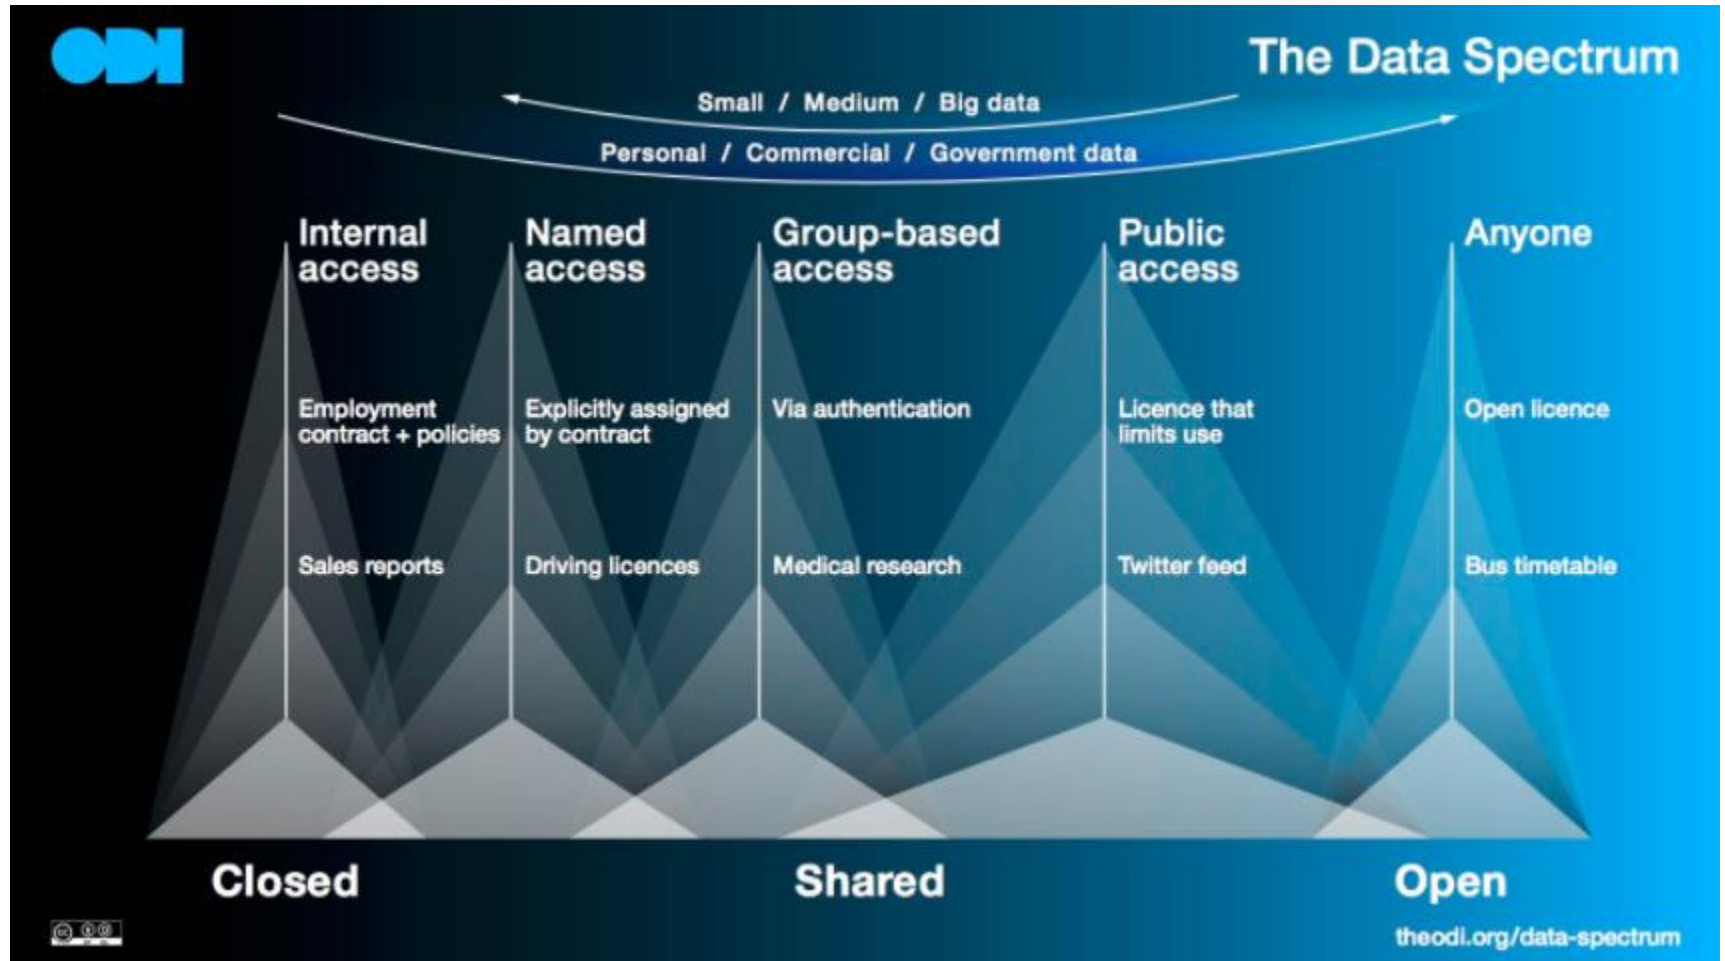 ODI
The Data Spectrum
Small / Medium / Big data
Personal / Commercial / Government data
Internal
access
Named
access
Group-based
access
Public
access
Anyone
Employment
contract + policies
Explicitly assigned
by contract
Via authentication
Licence that
limits use
Open licence
Sales reports
Driving licences
Medical research
Twitter feed
Bus timetable
Closed
Shared
Open
cc
theodi.org/data-spectrum